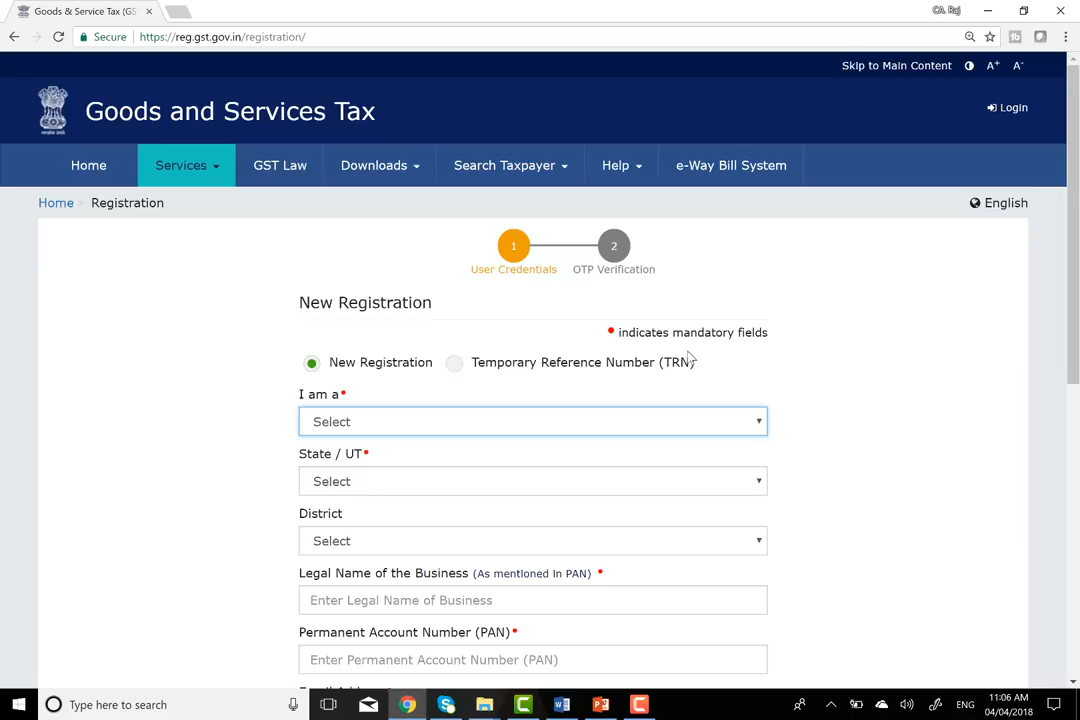 Goods & Service Tax (GS
CA. Raj
Secure https://reg.gst.gov.in/registration/
Skip to Main Content A+ A-
Goods and Services Tax
Login
Home Services GST Law Downloads Search Taxpayer Help e-Way Bill System
Home > Registration English
1 2
User Credentials OTP Verification
New Registration
• indicates mandatory fields
New Registration Temporary Reference Number (TRN)
I am a•
Select
State / UT•
Select
District
Select
Legal Name of the Business (As mentioned in PAN) •
Enter Legal Name of Business
Permanent Account Number (PAN)•
Enter Permanent Account Number (PAN)
Type here to search
ENG
11:06 AM
04/04/2018